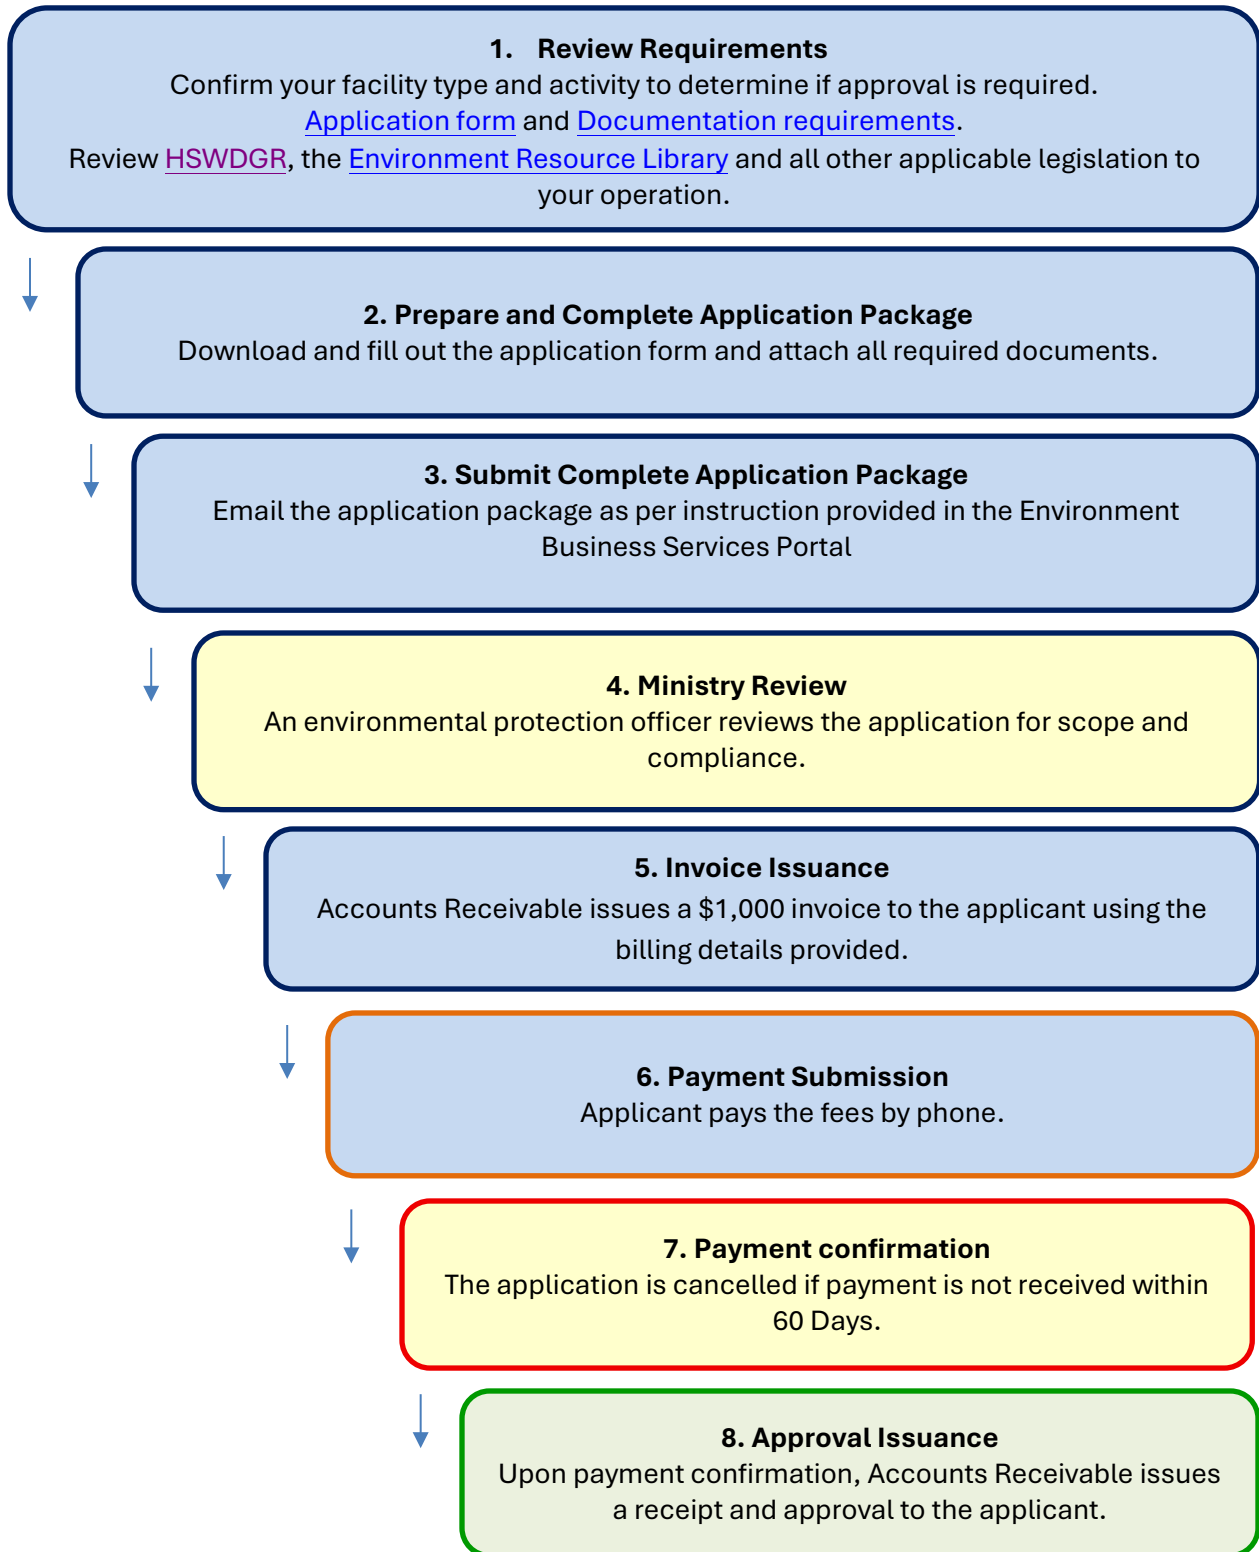 1. Review Requirements
Confirm your facility type and activity to determine if approval is required.
Application form and Documentation requirements.
Review HSWDGR, the Environment Resource Library and all other applicable legislation to
your operation.
2. Prepare and Complete Application Package
Download and fill out the application form and attach all required documents.
3. Submit Complete Application Package
Email the application package as per instruction provided in the Environment
Business Services Portal
4. Ministry Review
An environmental protection officer reviews the application for scope and
compliance.
5. Invoice Issuance
Accounts Receivable issues a $1,000 invoice to the applicant using the
billing details provided.
6. Payment Submission
Applicant pays the fees by phone.
7. Payment confirmation
The application is cancelled if payment is not received within
60 Days.
8. Approval Issuance
Upon payment confirmation, Accounts Receivable issues
a receipt and approval to the applicant.